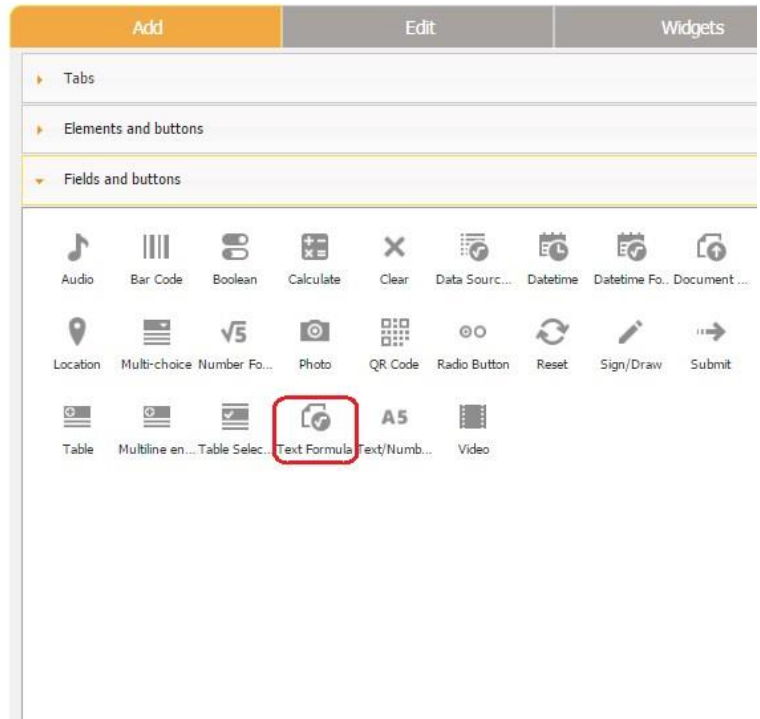 Add Edit Widgets
Tabs
Elements and buttons
Fields and buttons
Audio Bar Code Boolean Calculate Clear Data Sourc... Datetime Datetime Fo.. Document ...
√5
Location Multi-choice Number Fo... Photo QR Code Radio Button Reset Sign/Draw Submit
A5
Table Multiline en... Table Selec... Text Formula Text/Numb... Video